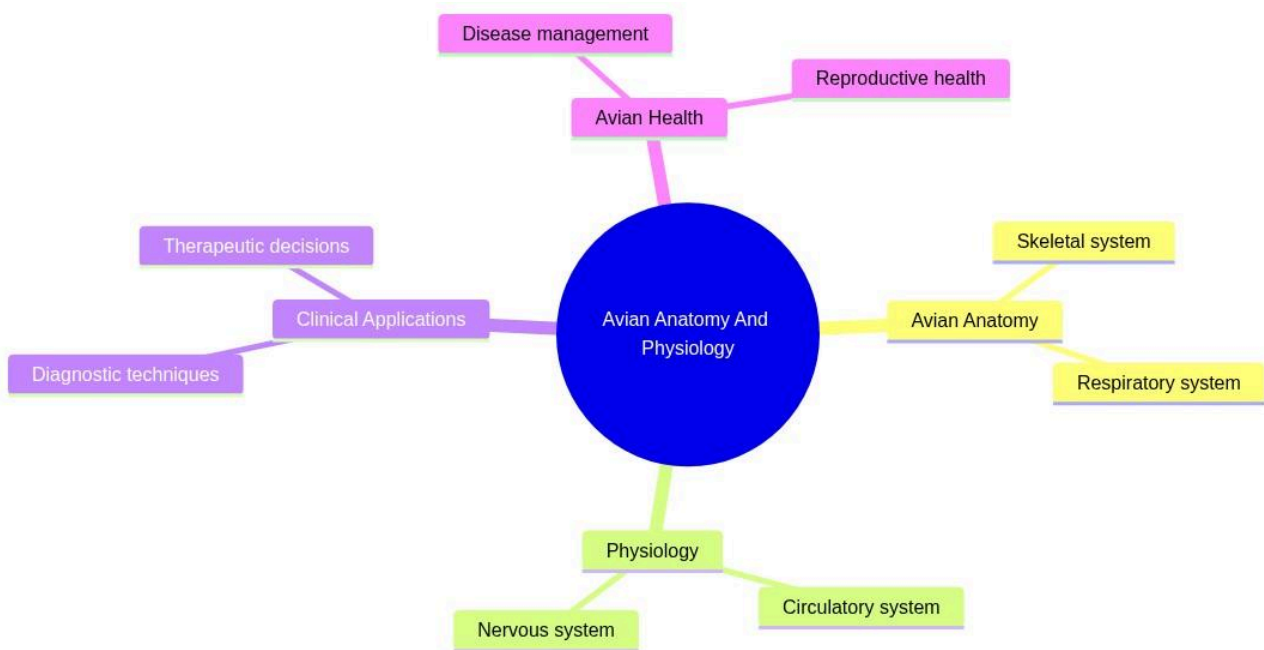 Disease management
Reproductive health
Avian Health
Therapeutic decisions
Skeletal system
Clinical Applications
Avian Anatomy And
Physiology
Avian Anatomy
Diagnostic techniques
Respiratory system
Physiology
Circulatory system
Nervous system